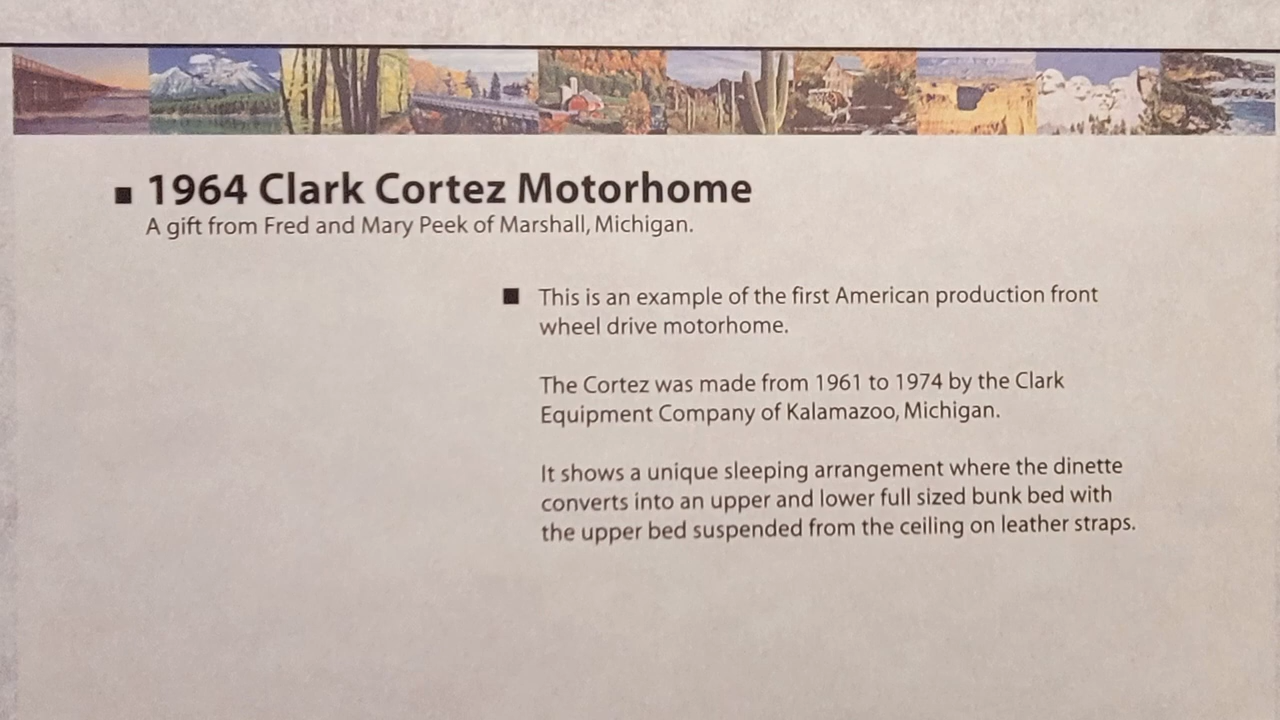 1964 Clark Cortez Motorhome
A gift from Fred and Mary Peek of Marshall, Michigan.
This is an example of the first American production front
wheel drive motorhome.
The Cortez was made from 1961 to 1974 by the Clark
Equipment Company of Kalamazoo, Michigan.
It shows a unique sleeping arrangement where the dinette
converts into an upper and lower full sized bunk bed with
the upper bed suspended from the ceiling on leather straps.